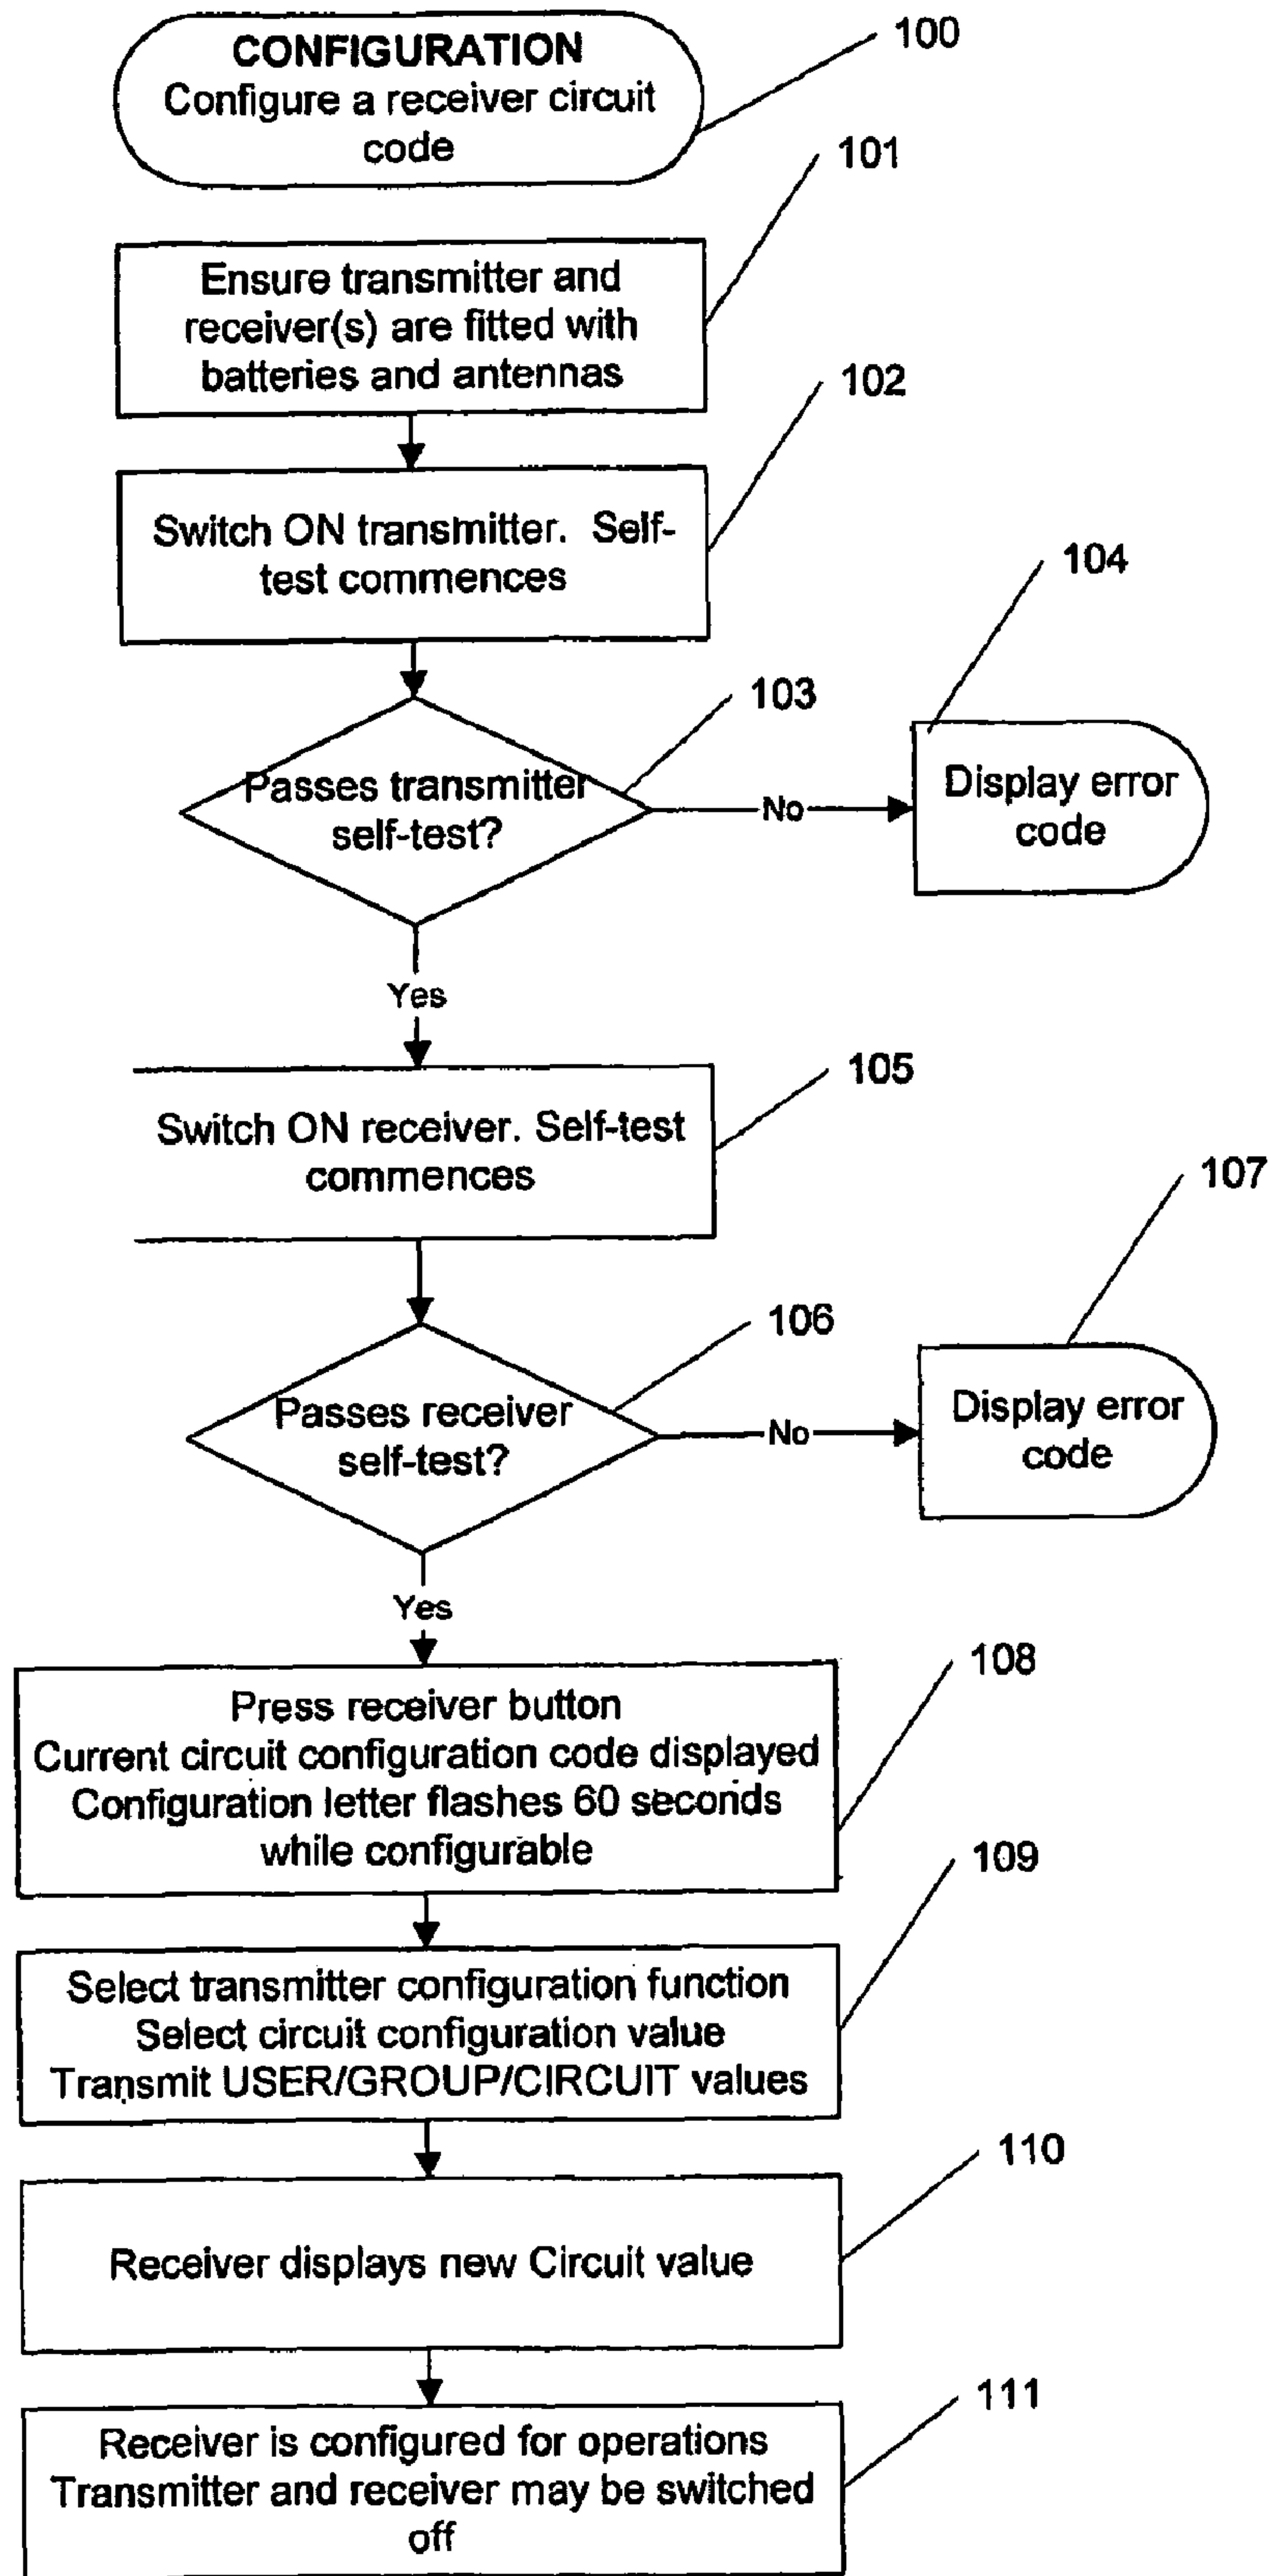 CONFIGURATION
Configure a receiver circuit
code
100
101
Ensure transmitter and
receiver(s) are fitted with
batteries and antennas
102
Switch ON transmitter. Self-
test commences
103
104
Passes transmitter
self-test?
No
Display error
code
Yes
105
Switch ON receiver. Self-test
commences
106
107
Passes receiver
self-test?
No
Display error
code
Yes
108
Press receiver button
Current circuit configuration code displayed
Configuration letter flashes 60 seconds
while configurable
109
Select transmitter configuration function
Select circuit configuration value
Transmit USER/GROUP/CIRCUIT values
110
Receiver displays new Circuit value
111
Receiver is configured for operations
Transmitter and receiver may be switched
off